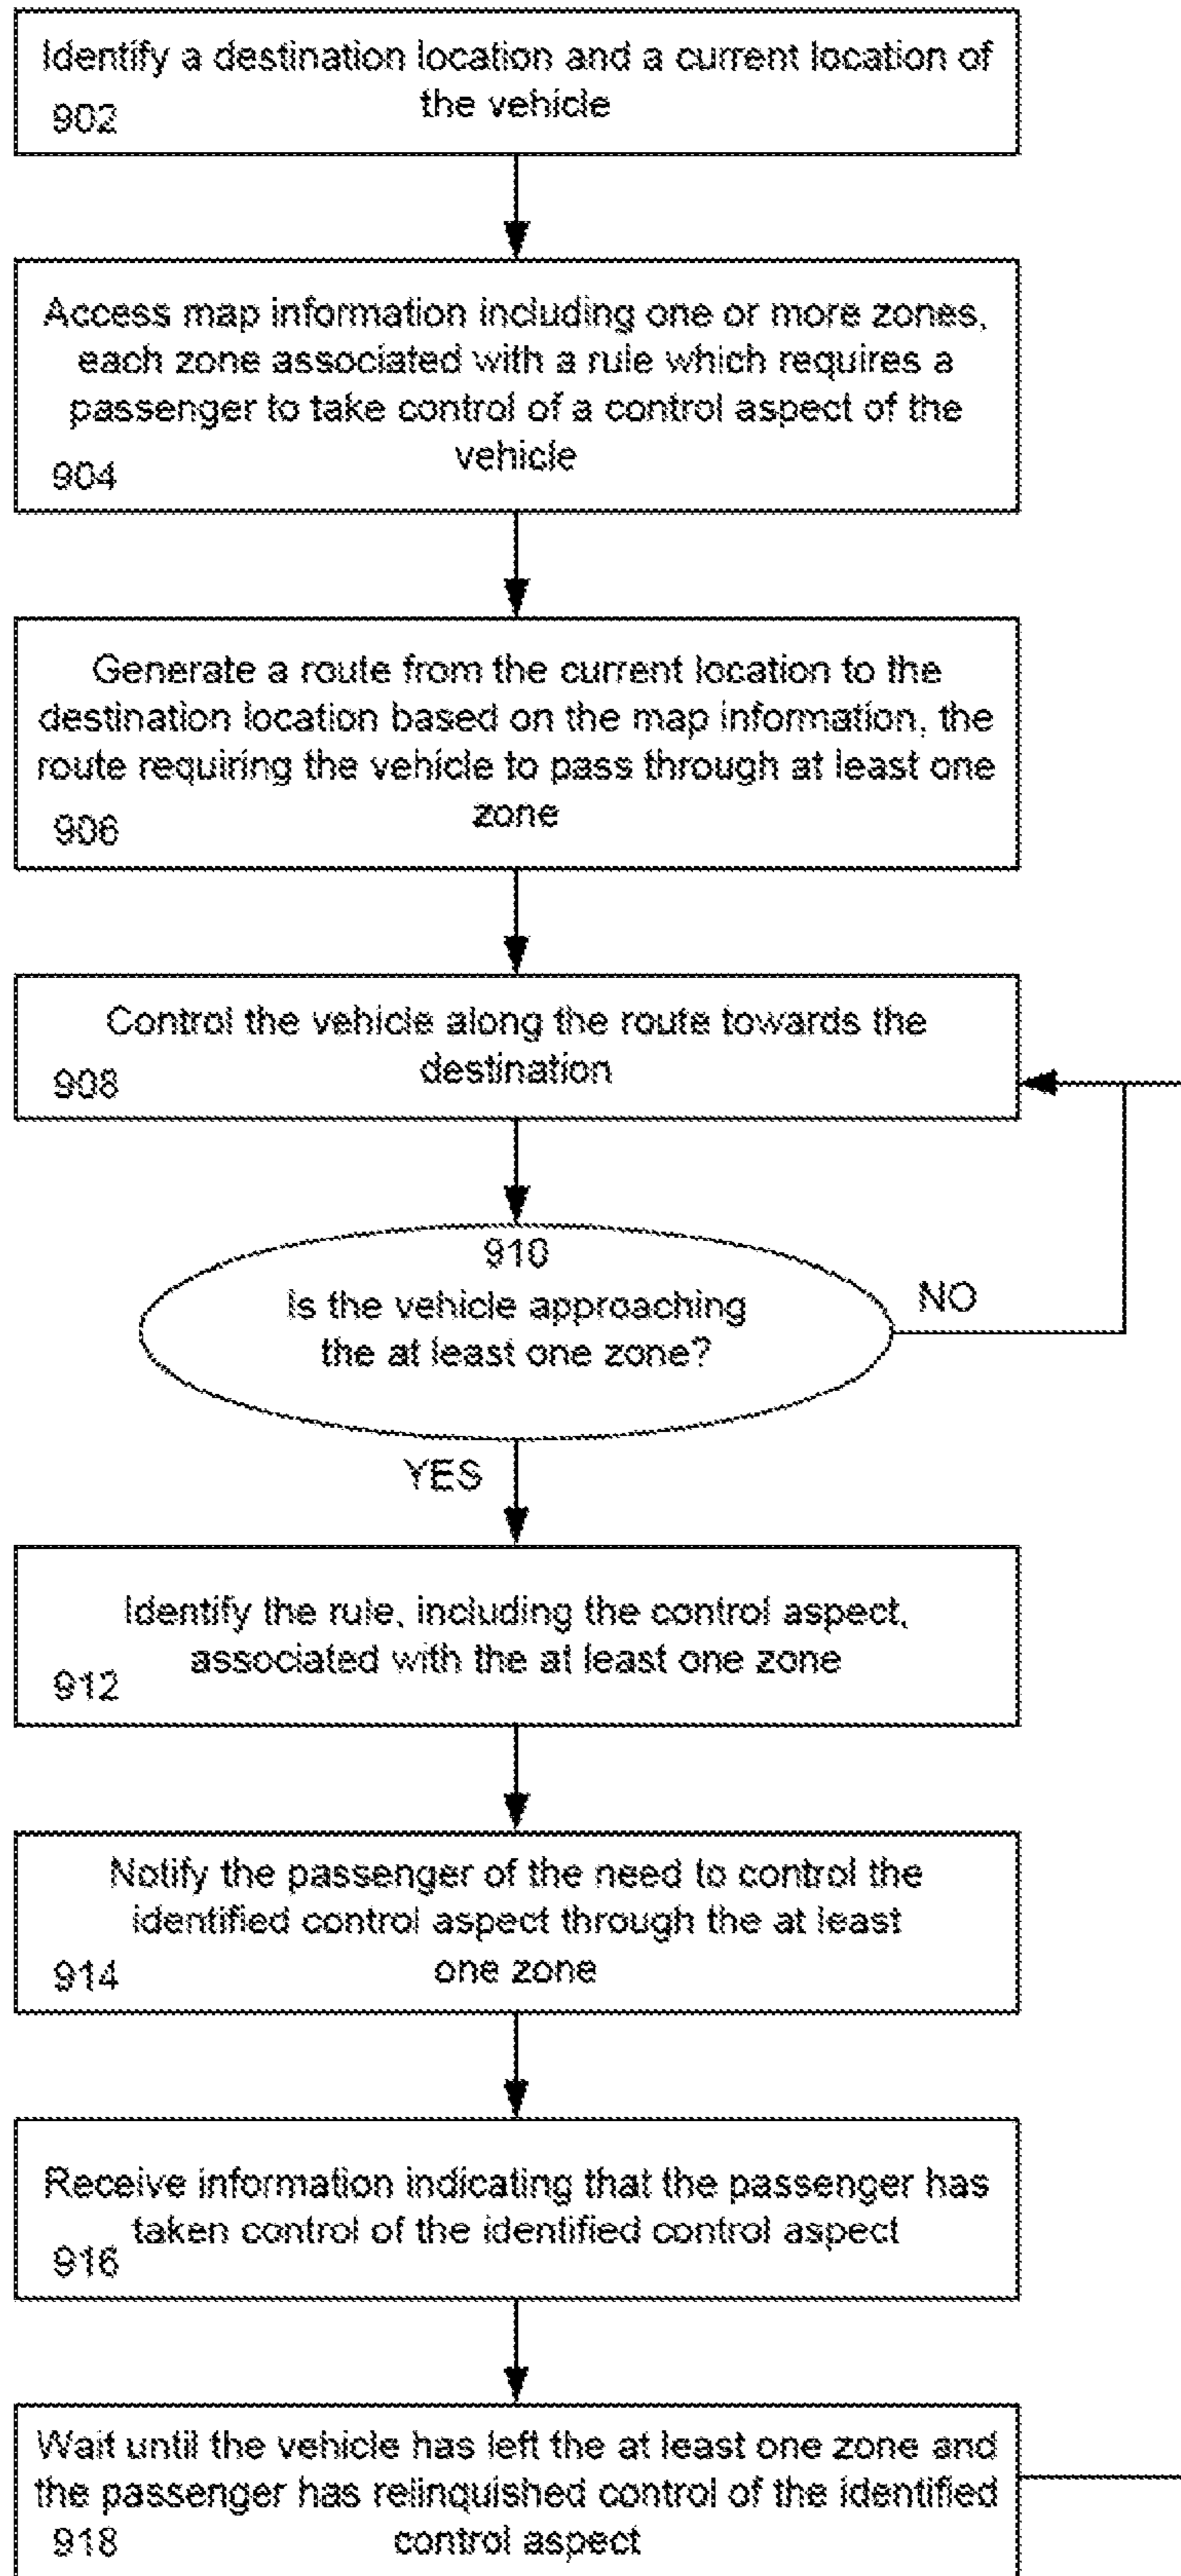 Identify a destination location and a current location of
the vehicle
902
Access map information including one or more zones,
each zone associated with a rule which requires a
passenger to take control of a control aspect of the
vehicle
904
Generate a route from the current location to the
destination location based on the map information, the
route requiring the vehicle to pass through at least one
zone
906
Control the vehicle along the route towards the
destination
908
910
Is the vehicle approaching
the at least one zone?
NO
YES
Identify the rule, including the control aspect,
associated with the at least one zone
912
Notify the passenger of the need to control the
identified control aspect through the at least
one zone
914
Receive information indicating that the passenger has
taken control of the identified control aspect
916
Wait until the vehicle has left the at least one zone and
the passenger has relinquished control of the identified
control aspect
918